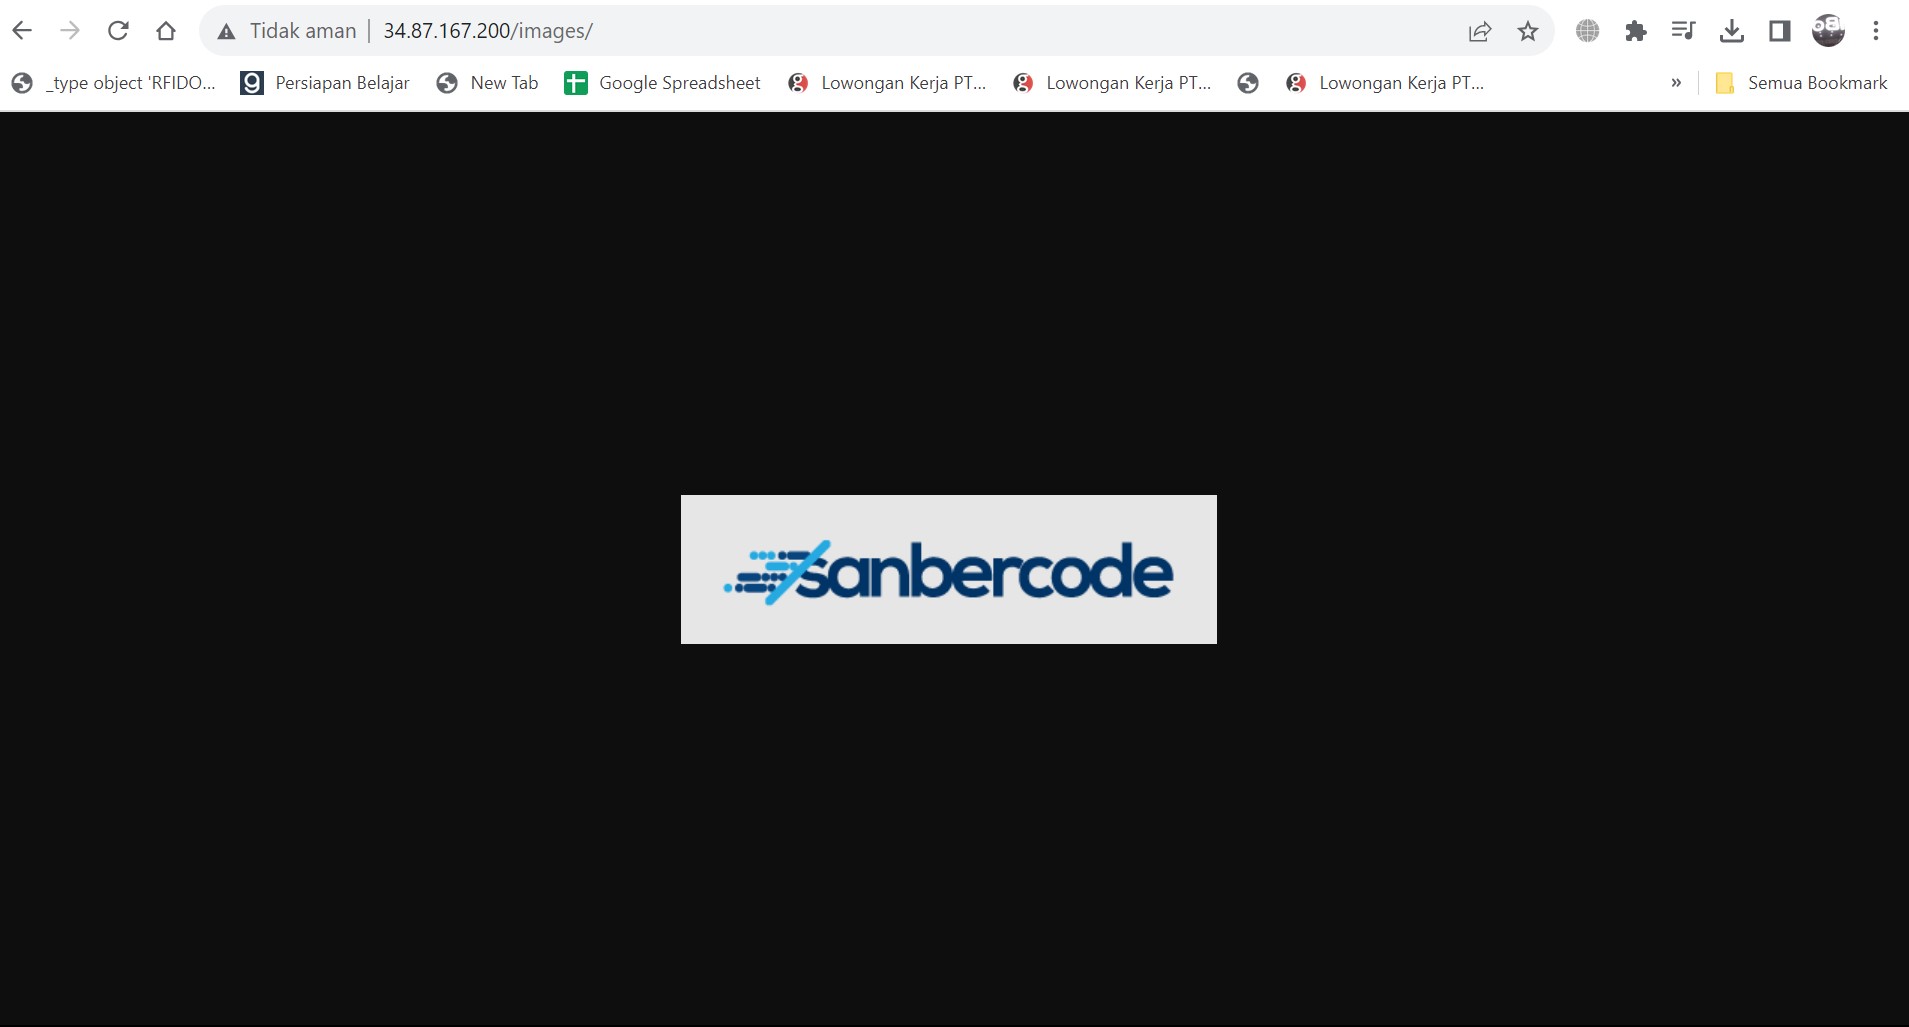 Tidak aman | 34.87.167.200/images/
_type object 'RFIDO... Persiapan Belajar New Tab Google Spreadsheet Lowongan Kerja PT... Lowongan Kerja PT... Lowongan Kerja PT... » Semua Bookmark
sanbercode